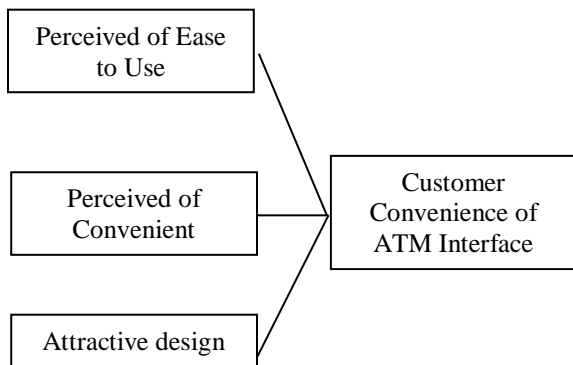 Perceived of Ease
to Use
Perceived of
Convenient
Customer
Convenience of
ATM Interface
Attractive design